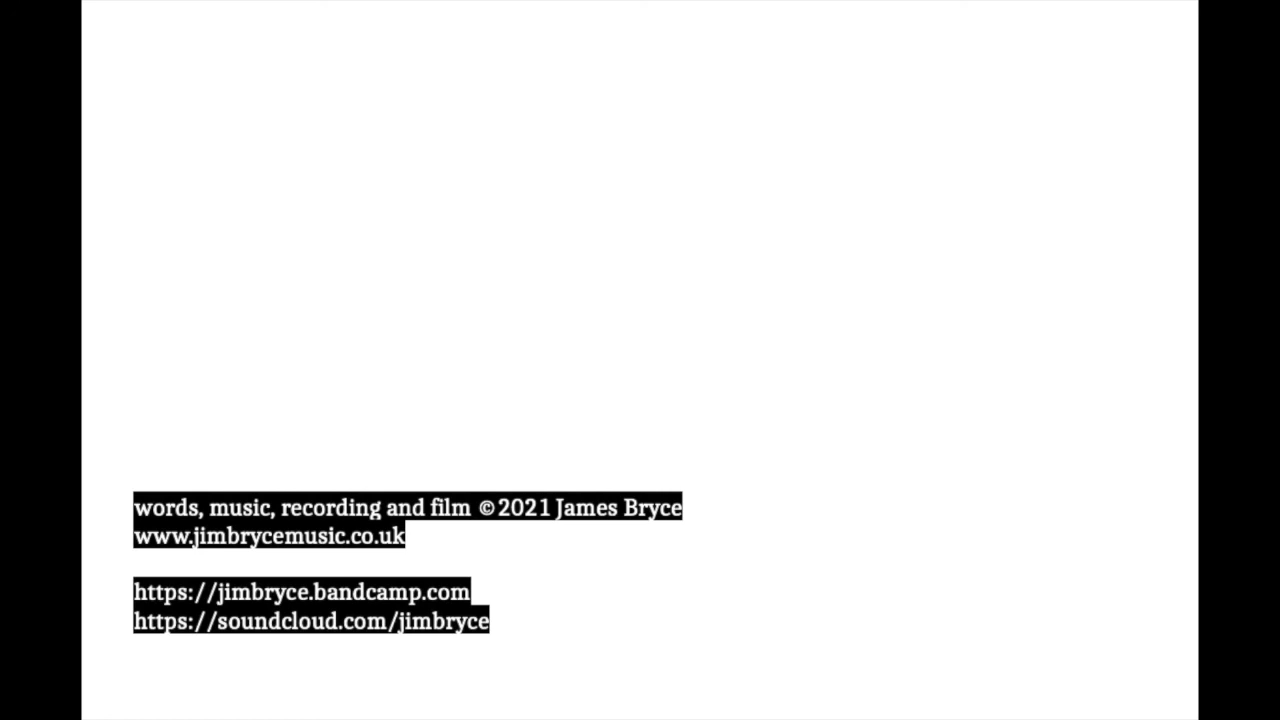 words, music, recording and film ©2021 James Bryce
www.jimbrycemusic.co.uk
https://jimbryce.bandcamp.com
https://soundcloud.com/jimbryce